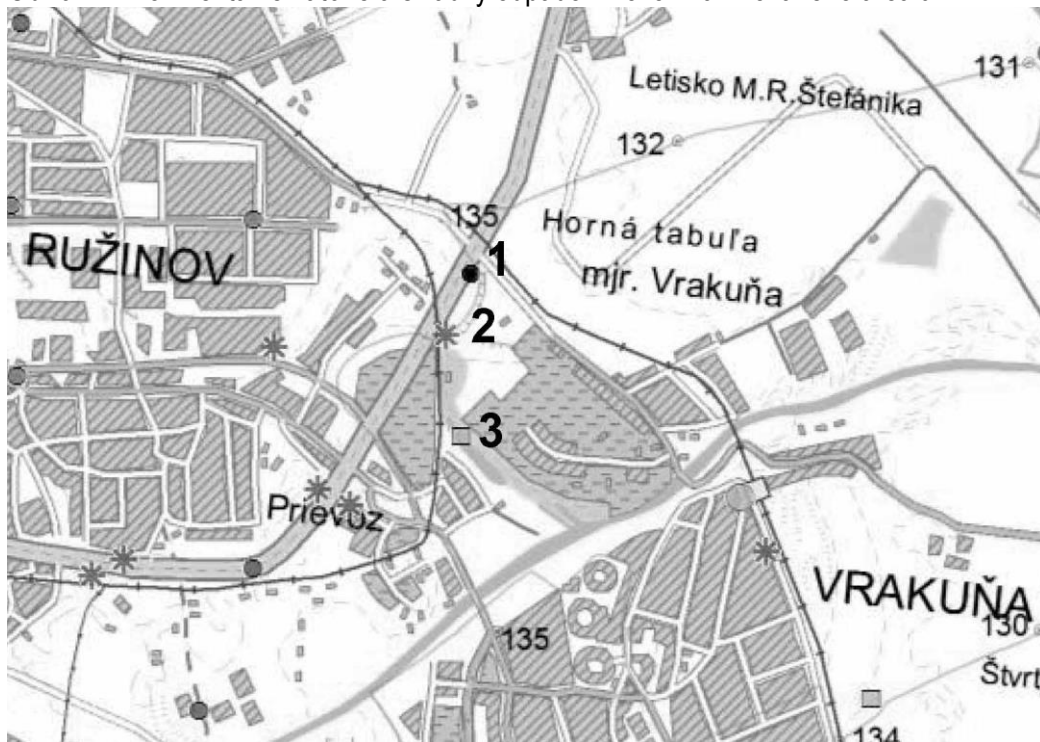 131
Letisko M.R.Štefánika
132
135
Horná tabuľa
1
RUŽINOV
mjr. Vrakuňa
2
3
Prievoz
VRAKUŇA
130
135
Štvrt
134